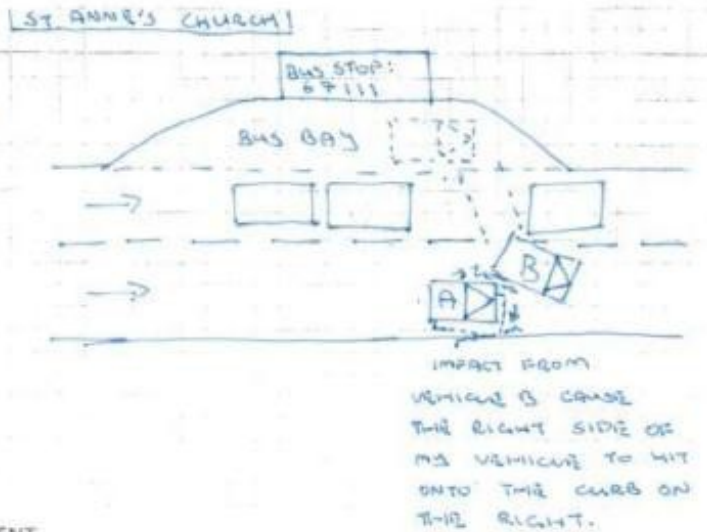 ST ANNE'S CHURCH
BUS STOP:
67111
BUS BAY
B
A
IMPACT FROM
VEHICLE B CAUSE
THE RIGHT SIDE OF
MY VEHICLE TO HIT
ONTO THE CURB ON
THE RIGHT.